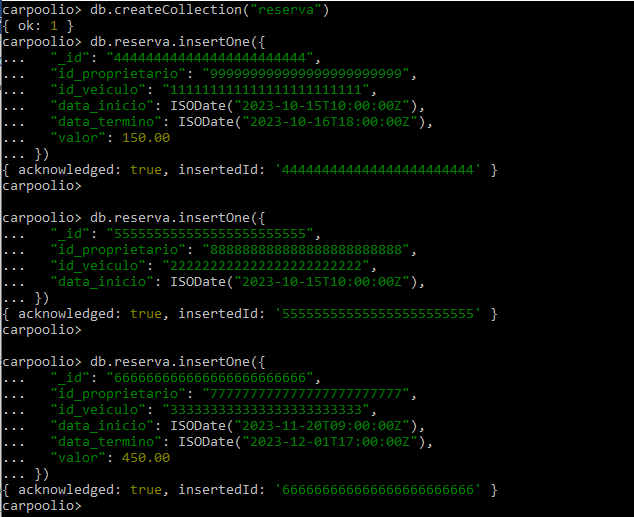 carpoolio> db.createCollection("reserva")
{ ok: 1 }
carpoolio> db.reserva.insertOne({
...   "_id": "444444444444444444444444",
...   "id_proprietario": "999999999999999999999999",
...   "id_veiculo": "111111111111111111111111",
...   "data_inicio": ISODate("2023-10-15T10:00:00Z"),
...   "data_termino": ISODate("2023-10-16T18:00:00Z"),
...   "valor": 150.00
... })
{ acknowledged: true, insertedId: '444444444444444444444444' }
carpoolio>
carpoolio> db.reserva.insertOne({
...   "_id": "555555555555555555555555",
...   "id_proprietario": "888888888888888888888888",
...   "id_veiculo": "222222222222222222222222",
...   "data_inicio": ISODate("2023-10-15T10:00:00Z"),
... })
{ acknowledged: true, insertedId: '555555555555555555555555' }
carpoolio>
carpoolio> db.reserva.insertOne({
...   "_id": "666666666666666666666666",
...   "id_proprietario": "777777777777777777777777",
...   "id_veiculo": "333333333333333333333333",
...   "data_inicio": ISODate("2023-11-20T09:00:00Z"),
...   "data_termino": ISODate("2023-12-01T17:00:00Z"),
...   "valor": 450.00
... })
{ acknowledged: true, insertedId: '666666666666666666666666' }
carpoolio>